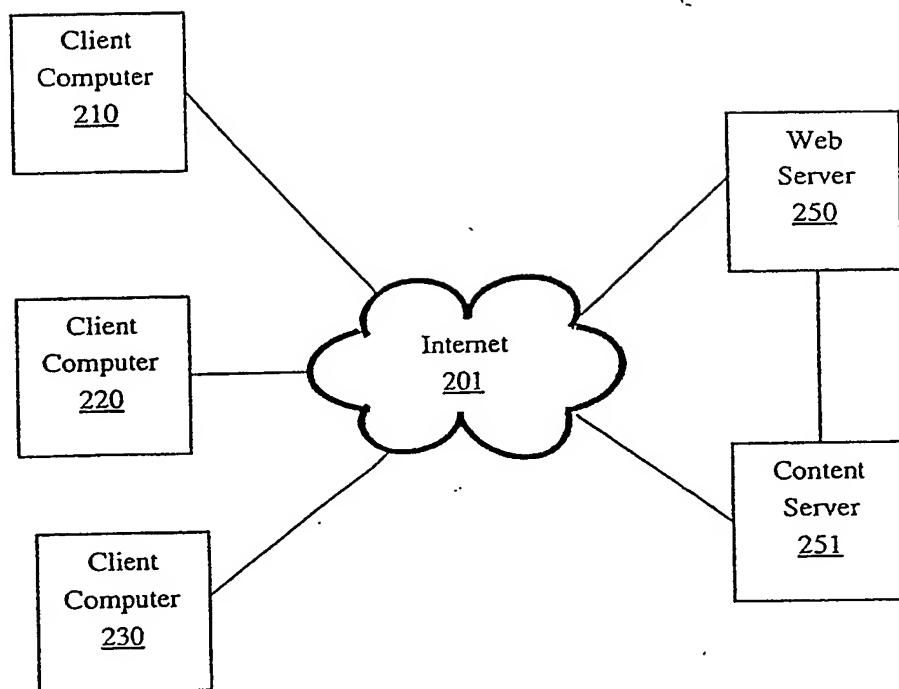 Client
Computer
210
Web
Server
250
Client
Computer
220
Internet
201
Content
Server
251
Client
Computer
230